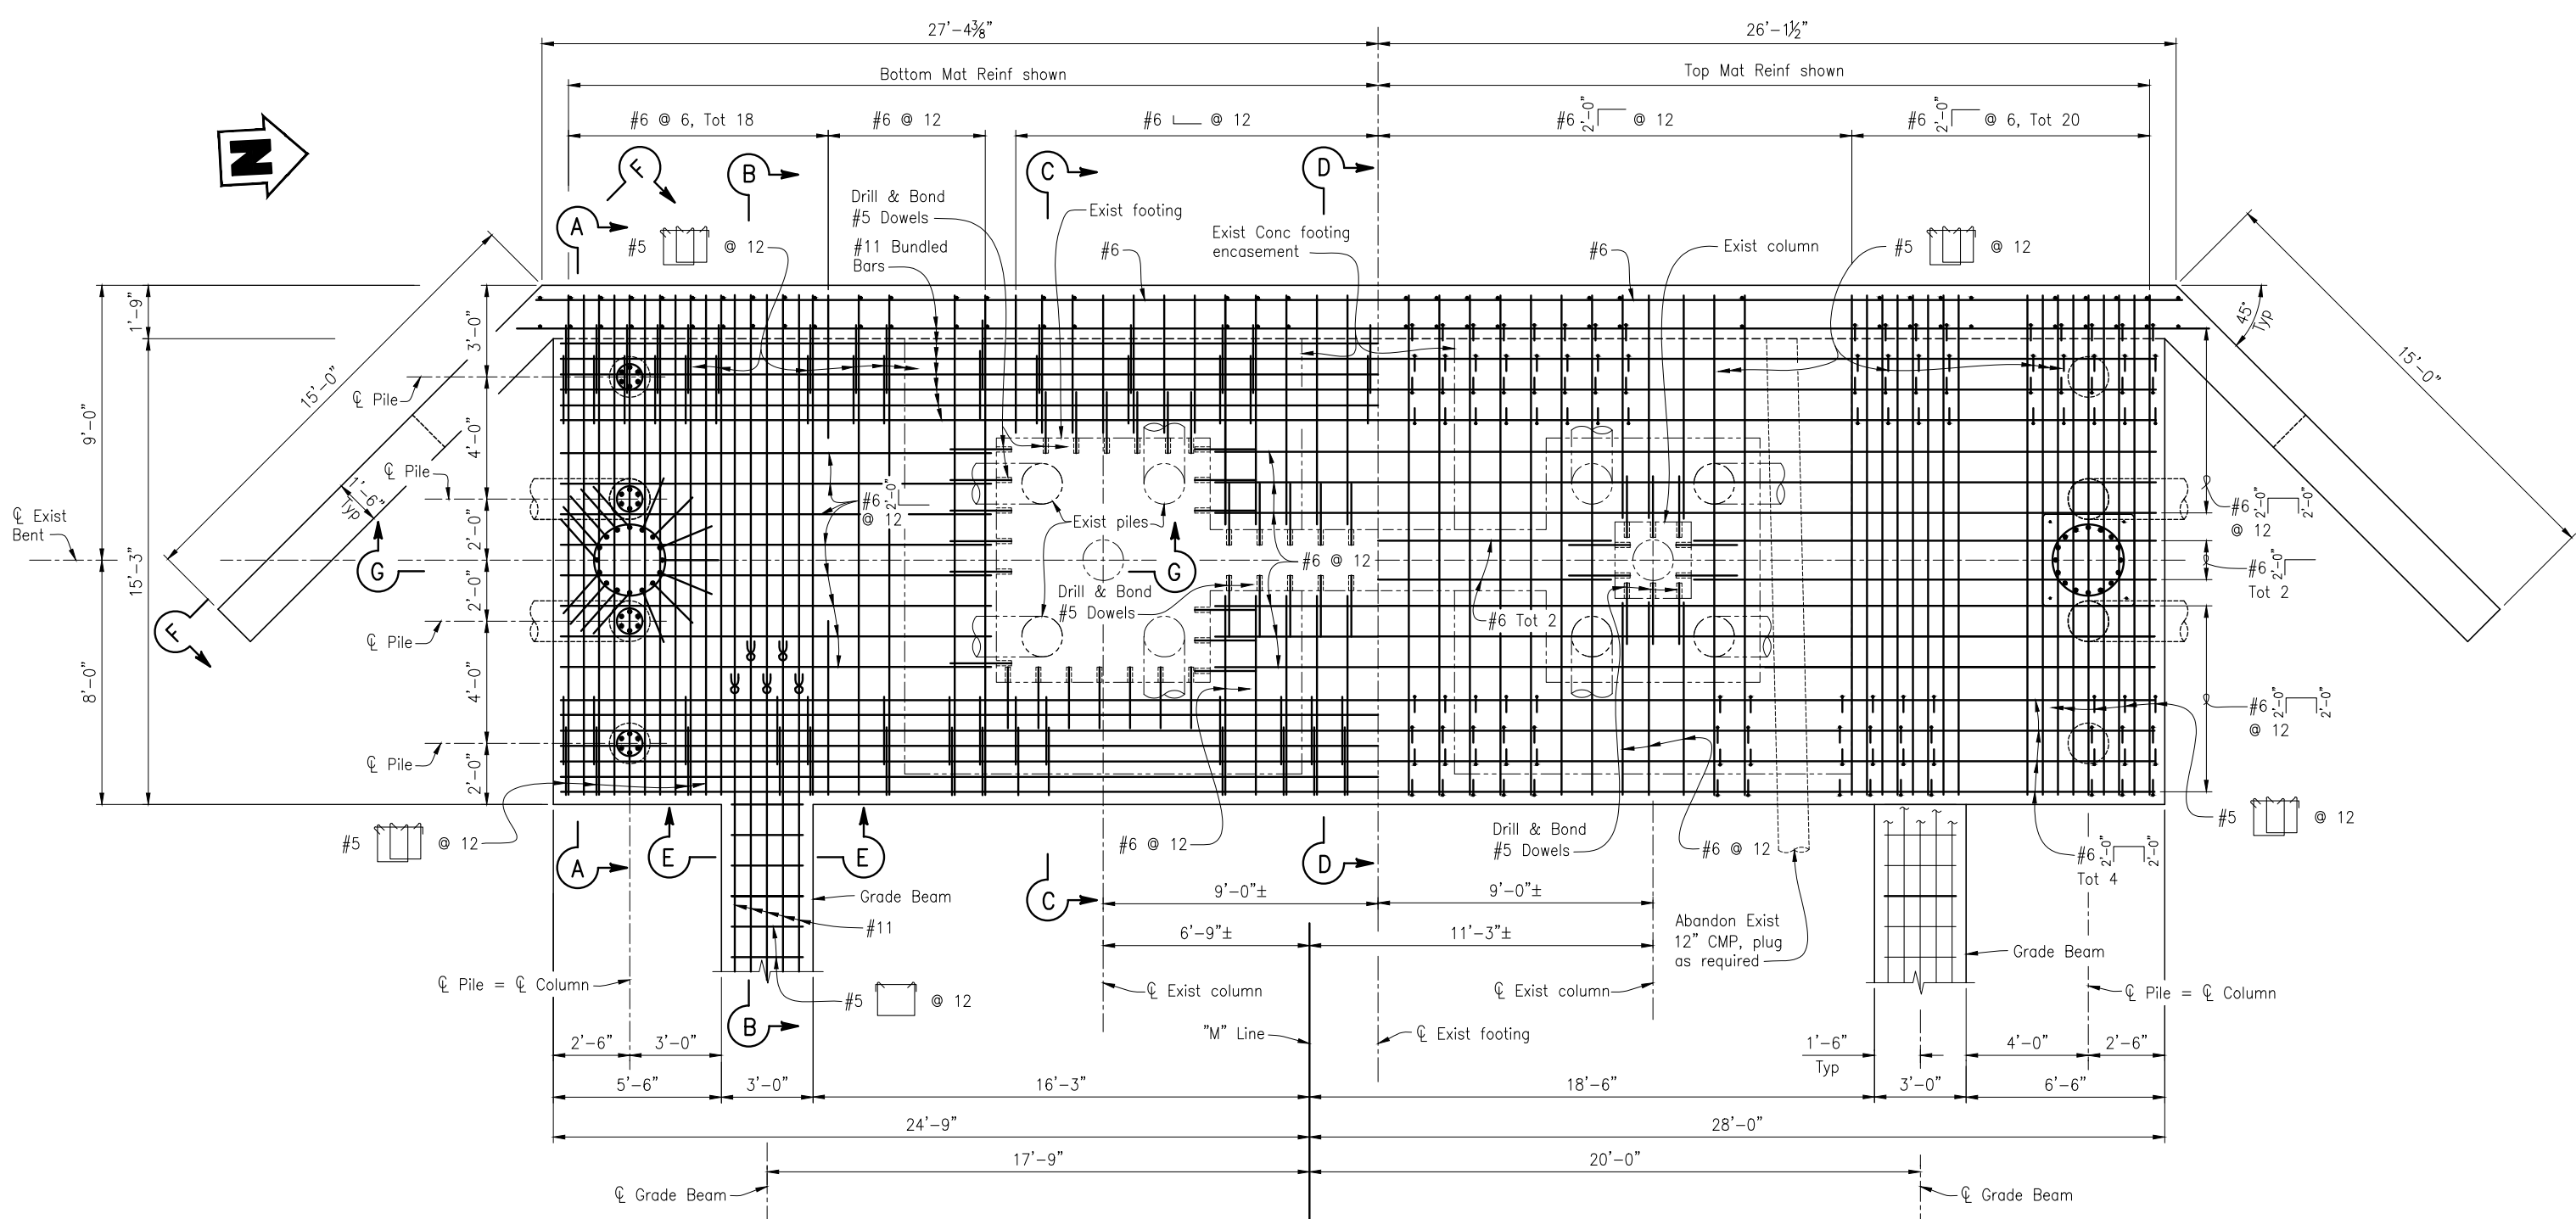 27'-4⅜"
26'-1½"
Bottom Mat Reinf shown
Top Mat Reinf shown
#6 @ 6, Tot 18
#6 @ 12
#6 @ 12
#6 2'-0" @ 12
#6 2'-0" @ 6, Tot 20
N
F
B
C
D
A
Drill & Bond
#5 Dowels
#11 Bundled
Bars
#5 @ 12
Exist footing
#6
Exist Conc footing
encasement
#6
Exist column
#5 @ 12
45°
Typ
15'-0"
15'-0"
1'-9"
9'-0"
15'-3"
8'-0"
3'-0"
4'-0"
2'-0"
2'-0"
4'-0"
2'-0"
℄ Pile
℄ Pile
1'-6"
Typ
℄ Exist
Bent
G
F
℄ Pile
℄ Pile
#6 2'-0"
@ 12
Exist piles
G
Drill & Bond
#5 Dowels
#6 @ 12
#6 Tot 2
#6 2'-0" 2'-0"
@ 12
#6 2'-0"
Tot 2
#6 2'-0" 2'-0"
@ 12
#5 @ 12
#5 @ 12
A
E
E
#6 @ 12
D
C
Drill & Bond
#5 Dowels
#6 @ 12
#6 2'-0" 2'-0"
Tot 4
Grade Beam
#11
9'-0"±
9'-0"±
6'-9"±
11'-3"±
Abandon Exist
12" CMP, plug
as required
Grade Beam
℄ Pile = ℄ Column
#5 @ 12
B
℄ Exist column
℄ Exist column
℄ Pile = ℄ Column
"M" Line
℄ Exist footing
2'-6"
3'-0"
1'-6"
Typ
4'-0"
2'-6"
5'-6"
3'-0"
16'-3"
18'-6"
3'-0"
6'-6"
24'-9"
28'-0"
17'-9"
20'-0"
℄ Grade Beam
℄ Grade Beam